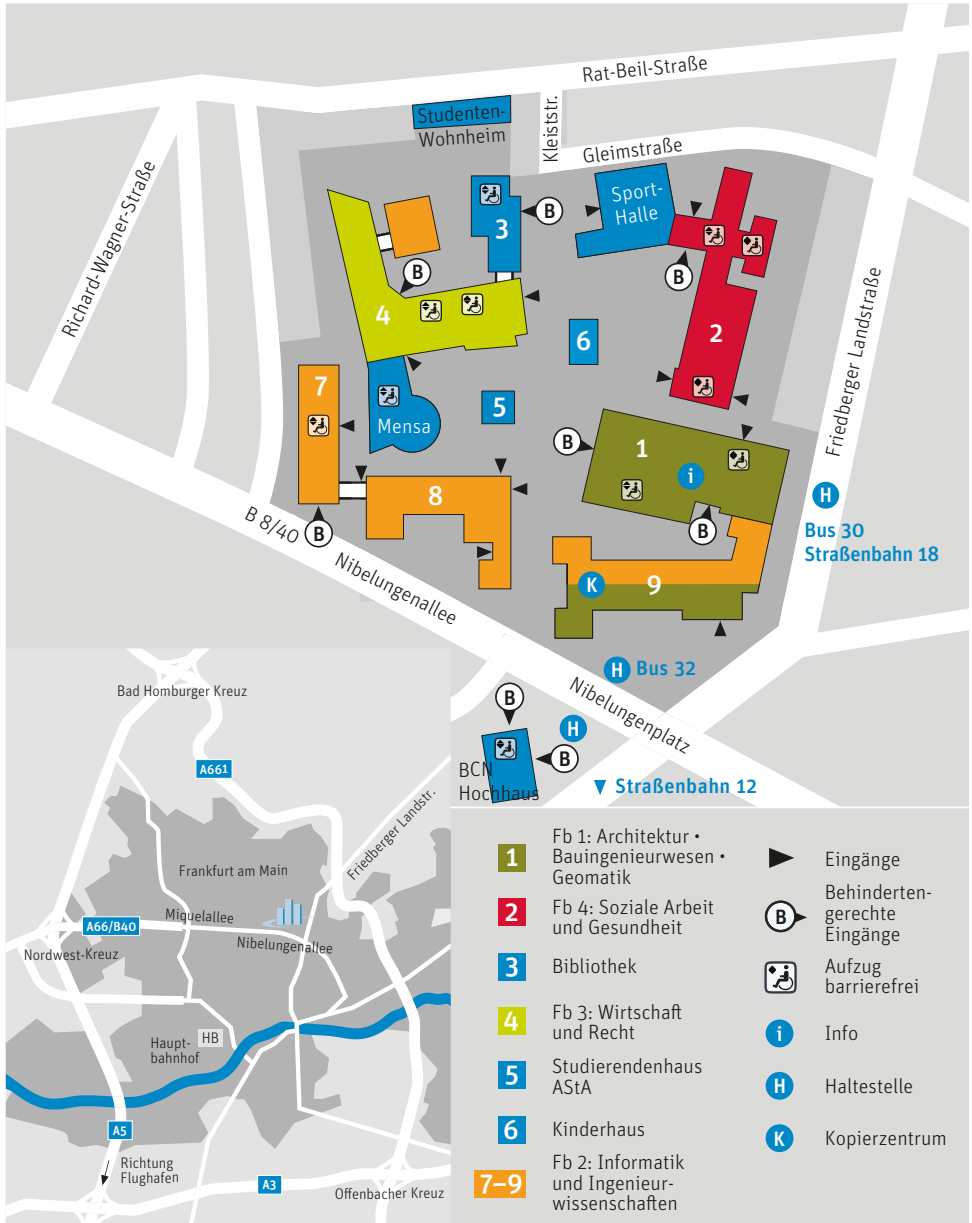 Rat-Beil-Straße
Studenten-
Wohnheim
Kleiststr.
Gleimstraße
Richard-Wagner-Straße
Sport-
Halle
3
B
B
B
4
2
6
7
Mensa
5
Friedberger Landstraße
B
1
i
H
8
B
Bus 30
Straßenbahn 18
B 8/40
B
Nibelungenallee
K
9
H Bus 32
Nibelungenplatz
B
H
B
BCN
Hochhaus
Straßenbahn 12
Bad Homburger Kreuz
A661
Friedberger Landstr.
Frankfurt am Main
Miquelallee
A66/B40
Nibelungenallee
Nordwest-Kreuz
HB
Haupt-
bahnhof
A5
Richtung
Flughafen
A3
Offenbacher Kreuz
1
Fb 1: Architektur •
Bauingenieurwesen •
Geomatik
2
Fb 4: Soziale Arbeit
und Gesundheit
3
Bibliothek
4
Fb 3: Wirtschaft
und Recht
5
Studierendenhaus
AStA
6
Kinderhaus
7–9
Fb 2: Informatik
und Ingenieur-
wissenschaften
Eingänge
B
Behinderten-
gerechte
Eingänge
Aufzug
barrierefrei
i
Info
H
Haltestelle
K
Kopierzentrum